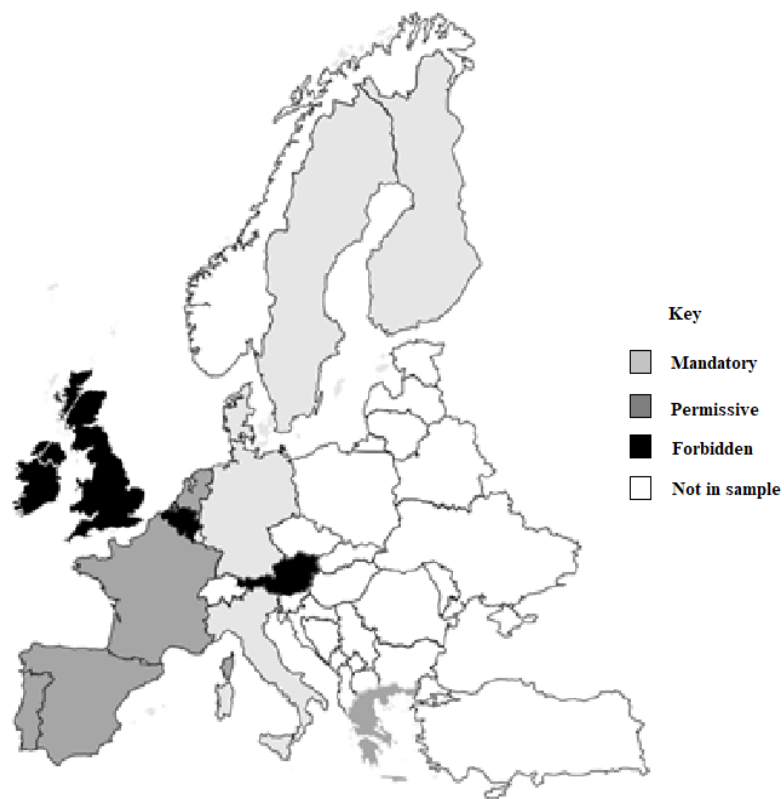 Key
Mandatory
Permissive
Forbidden
Not in sample